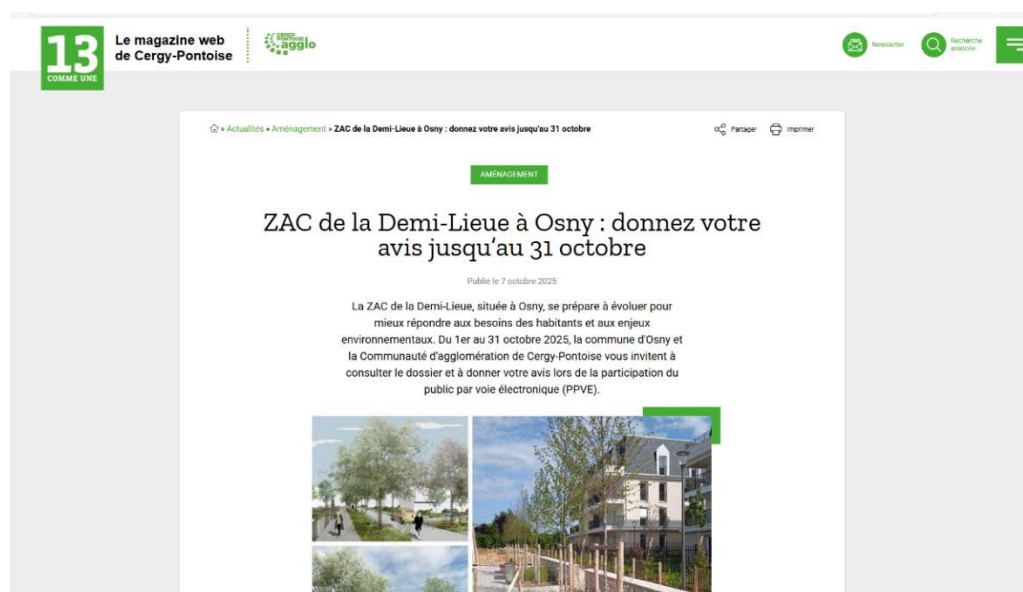 13
COMME UNE
Le magazine web
de Cergy-Pontoise
CERGY
PONTOISE
agglo
Newsletter
Recherche
avancée
» Actualités » Aménagement » ZAC de la Demi-Lieue à Osny : donnez votre avis jusqu'au 31 octobre
Partager
Imprimer
AMÉNAGEMENT
ZAC de la Demi-Lieue à Osny : donnez votre
avis jusqu'au 31 octobre
Publié le 7 octobre 2025
La ZAC de la Demi-Lieue, située à Osny, se prépare à évoluer pour
mieux répondre aux besoins des habitants et aux enjeux
environnementaux. Du 1er au 31 octobre 2025, la commune d'Osny et
la Communauté d'agglomération de Cergy-Pontoise vous invitent à
consulter le dossier et à donner votre avis lors de la participation du
public par voie électronique (PPVE).